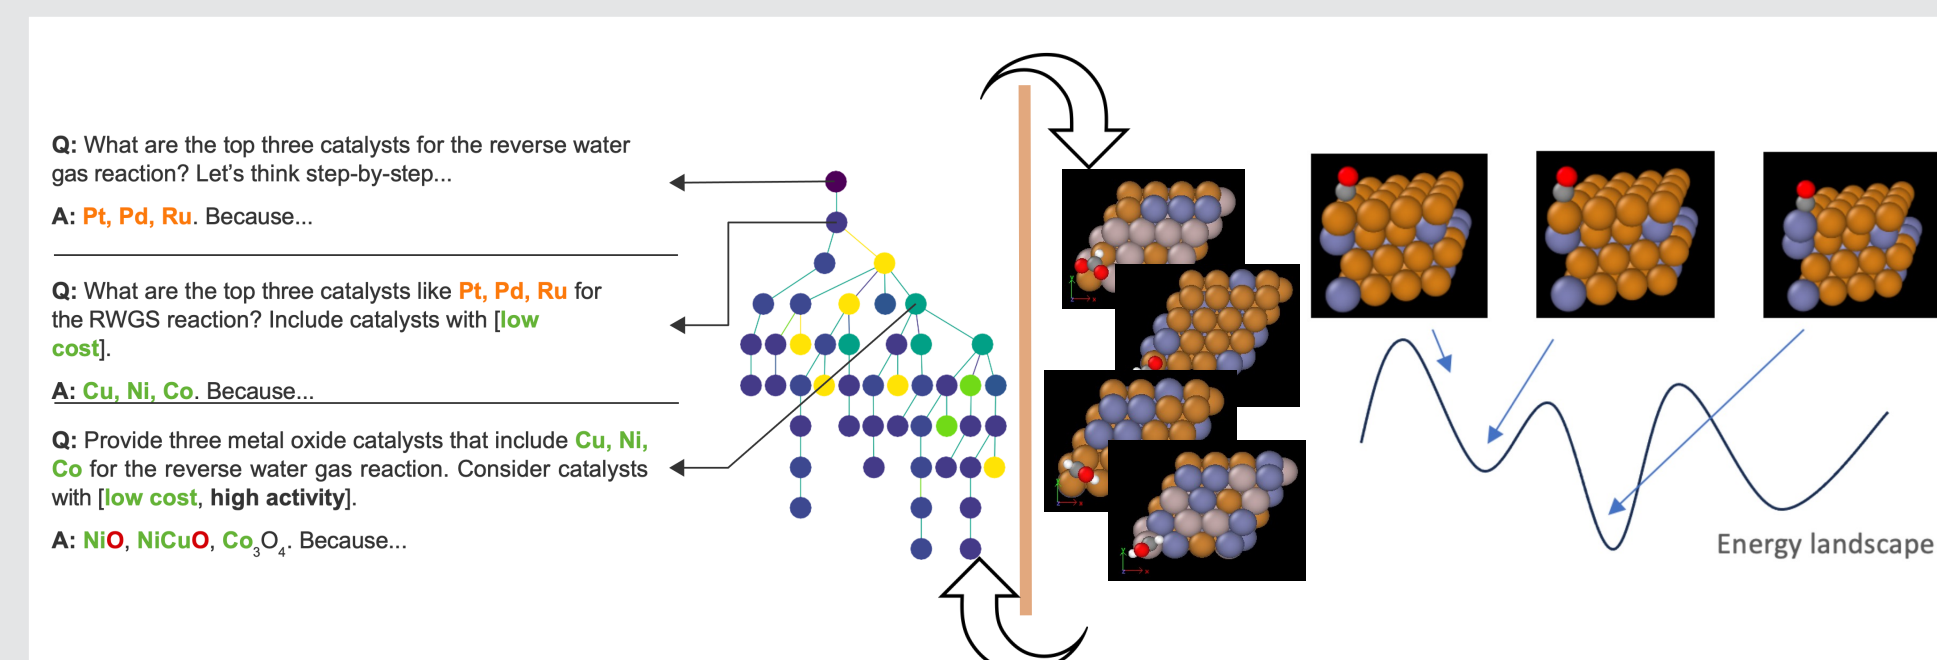 Q: What are the top three catalysts for the reverse water
gas reaction? Let's think step-by-step...
A: Pt, Pd, Ru. Because...
Q: What are the top three catalysts like Pt, Pd, Ru for
the RWGS reaction? Include catalysts with [low
cost].
A: Cu, Ni, Co. Because...
Q: Provide three metal oxide catalysts that include Cu, Ni,
Co for the reverse water gas reaction. Consider catalysts
with [low cost, high activity].
A: NiO, NiCuO, Co3O4. Because...
Energy landscape